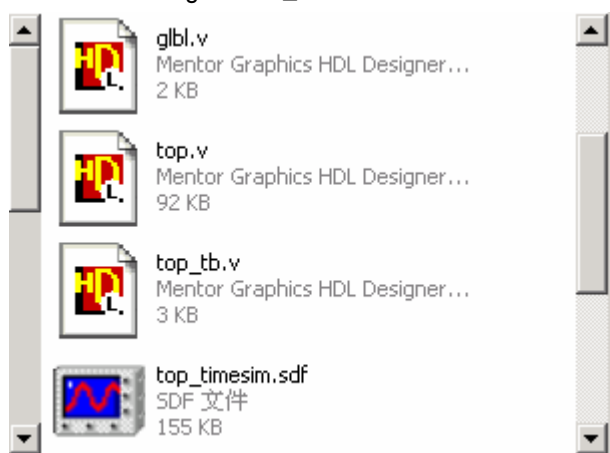 glbl.v
Mentor Graphics HDL Designer...
2 KB
top.v
Mentor Graphics HDL Designer...
92 KB
top_tb.v
Mentor Graphics HDL Designer...
3 KB
top_timesim.sdf
SDF 文件
155 KB